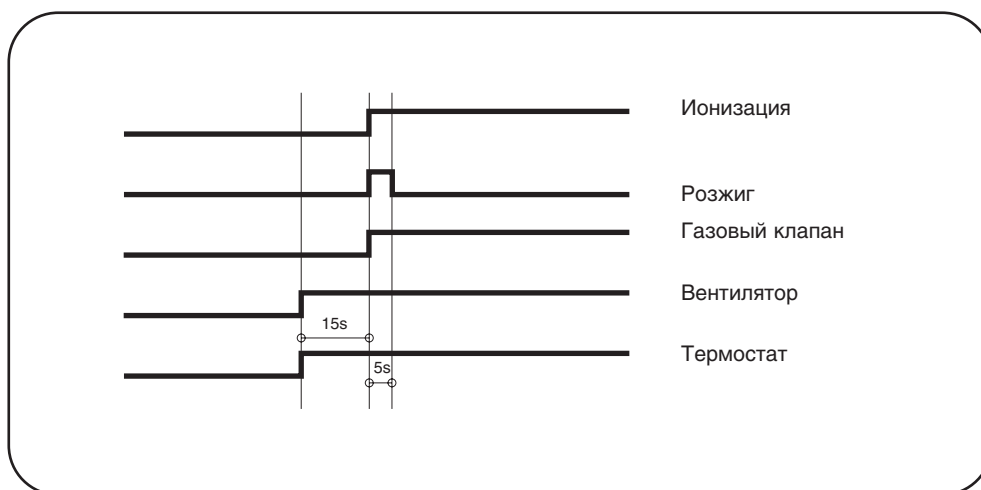 Ионизация
Розжиг
Газовый клапан
Вентилятор
15s
Термостат
5s